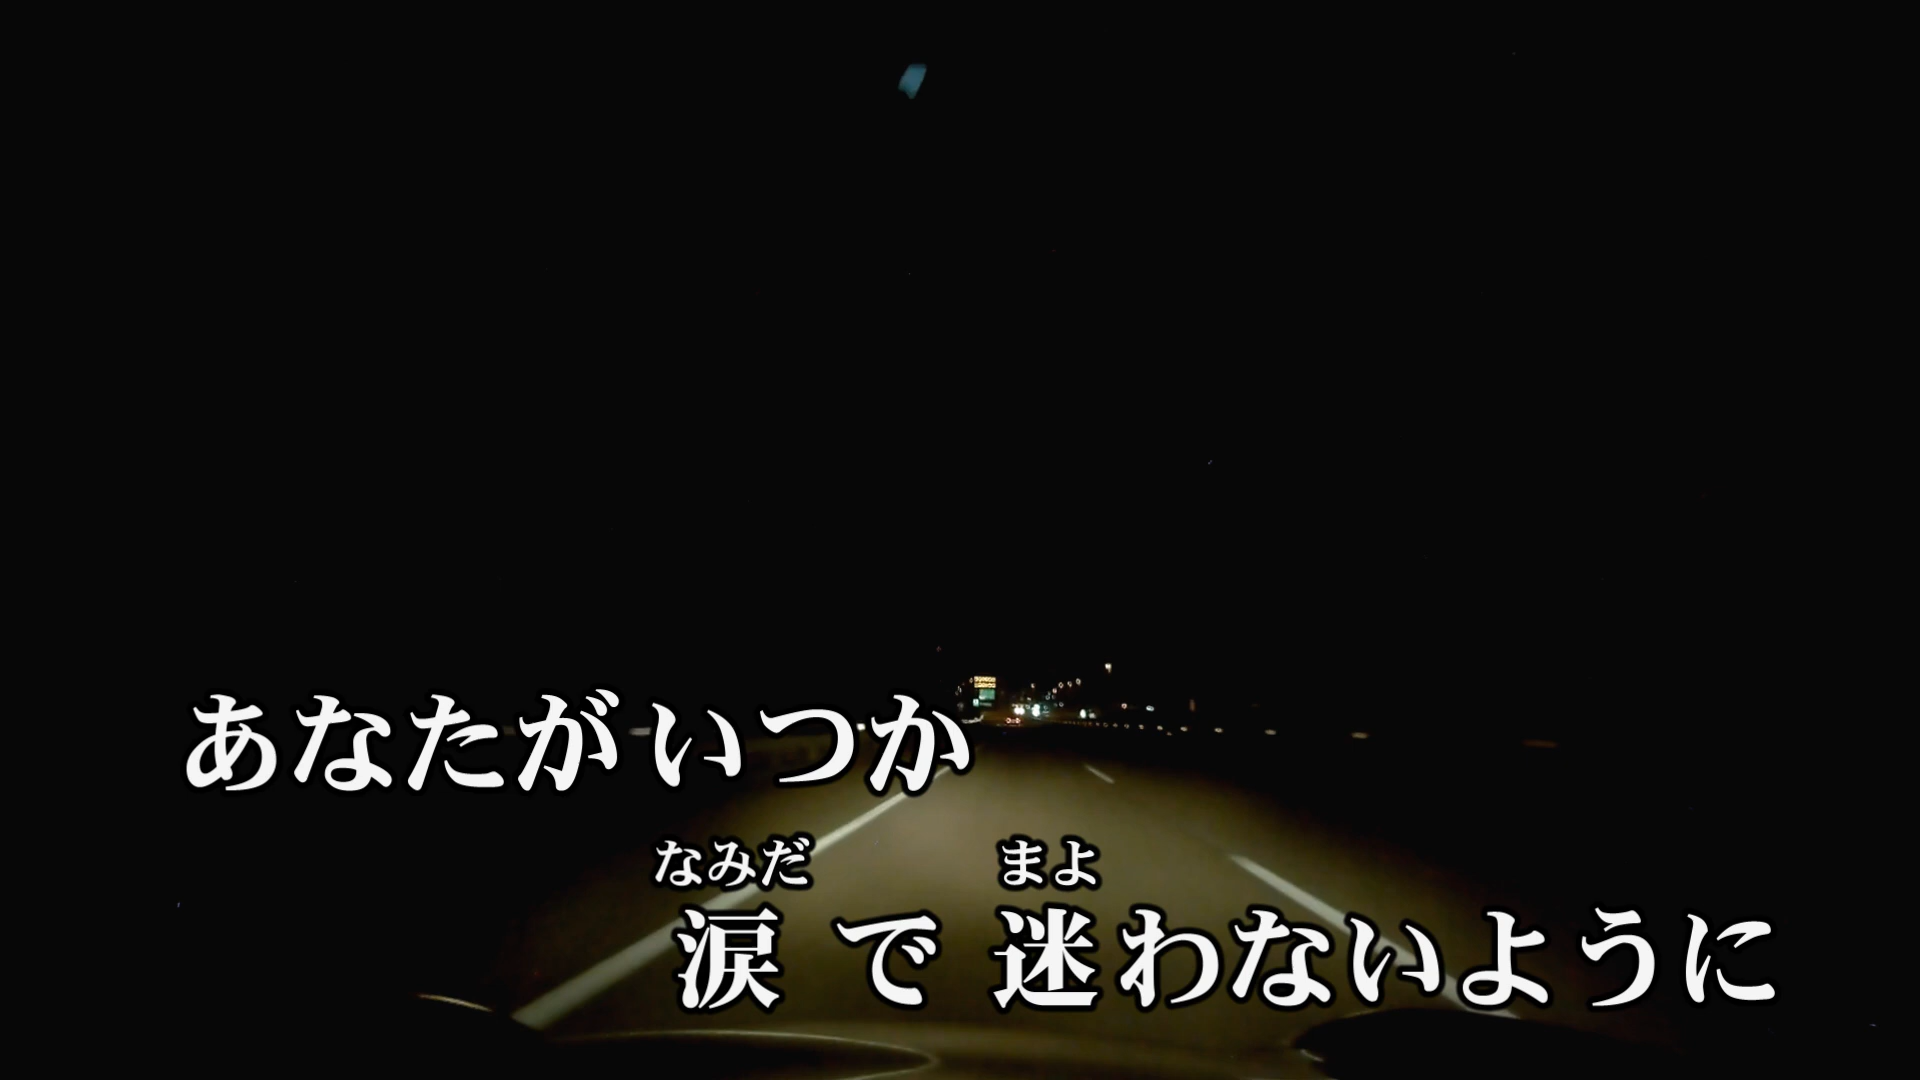 あなたがいつか
なみだ まよ
涙で迷わないように